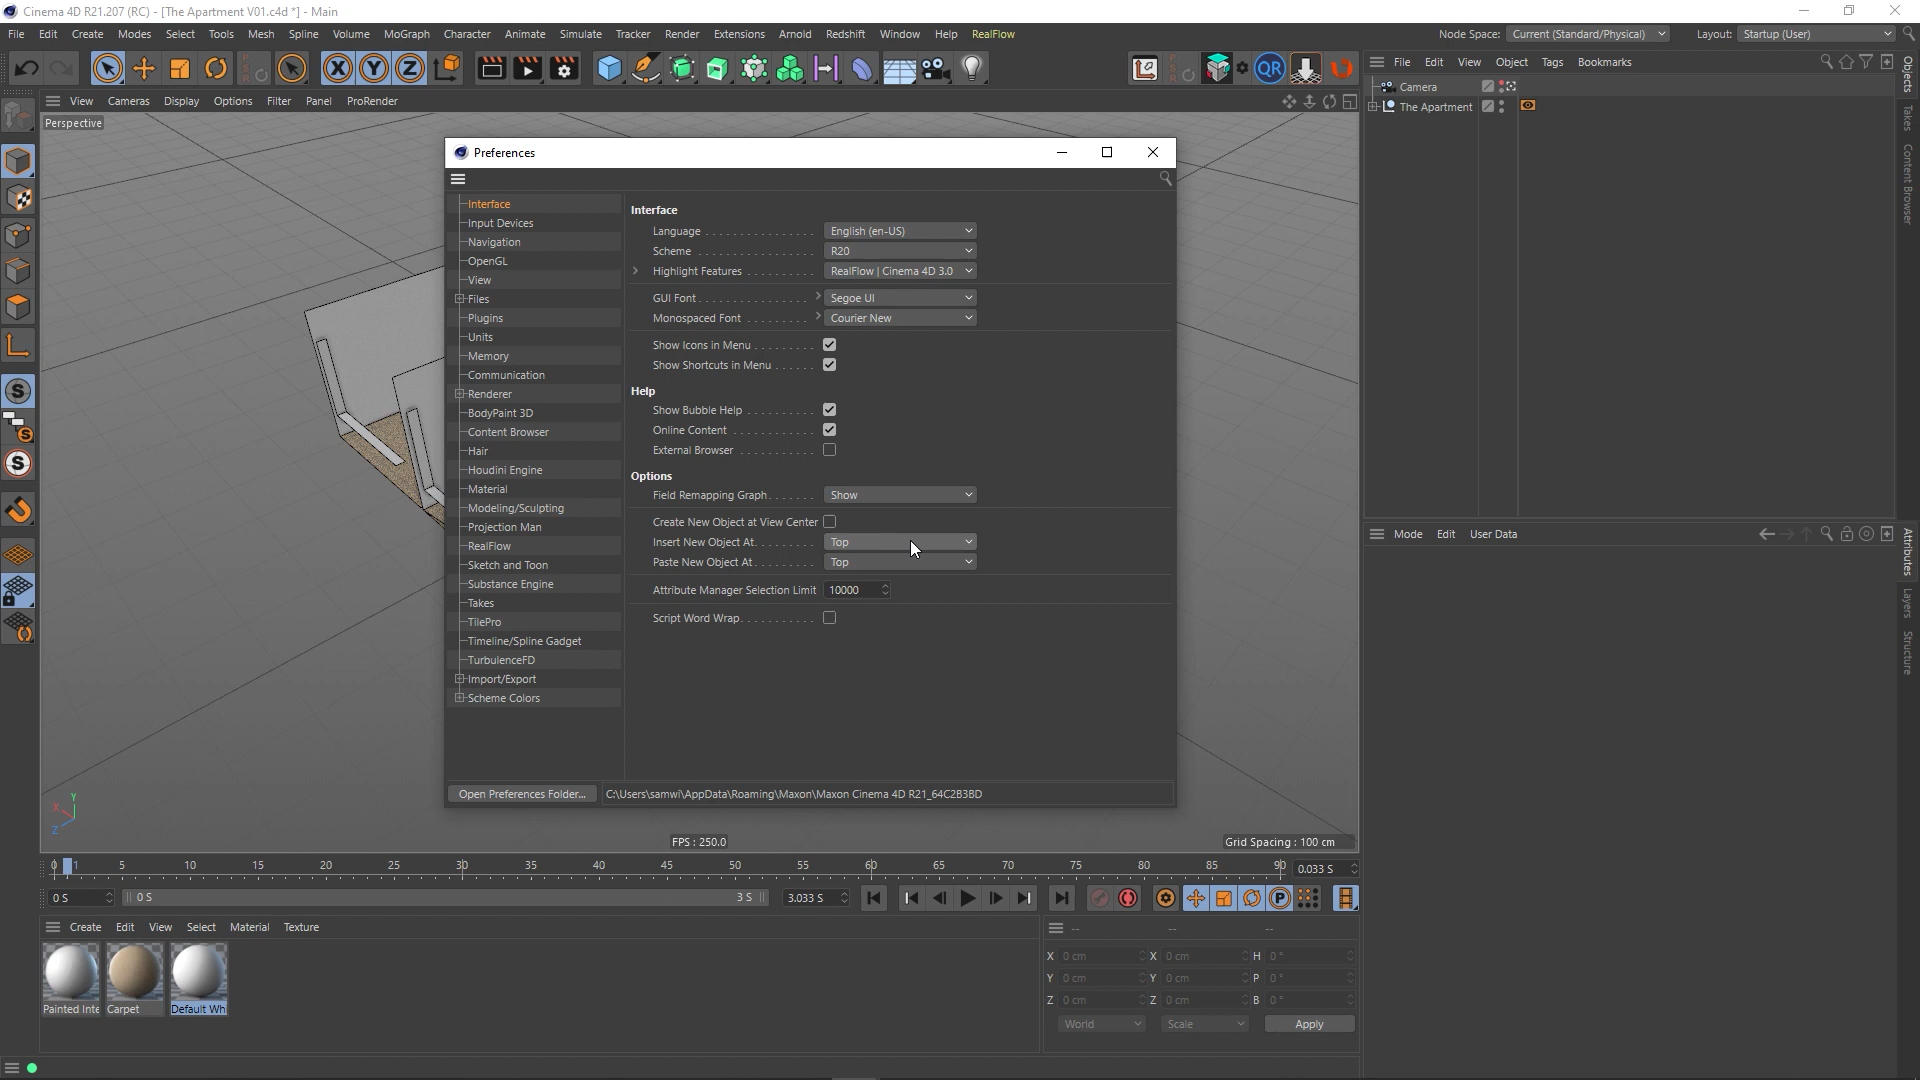 Cinema 4D R21.207 (RC) - [The Apartment V01.c4d *] - Main
File Edit Create Modes Select Tools Mesh Spline Volume MoGraph Character Animate Simulate Tracker Render Extensions Arnold Redshift Window Help RealFlow
Node Space: Current (Standard/Physical) Layout: Startup (User)
View Cameras Display Options Filter Panel ProRender
Perspective
File Edit View Object Tags Bookmarks
Camera
The Apartment
Objects
Takes
Content Browser
Preferences
Interface
Input Devices
Navigation
OpenGL
View
Files
Plugins
Units
Memory
Communication
Renderer
BodyPaint 3D
Content Browser
Hair
Houdini Engine
Material
Modeling/Sculpting
Projection Man
RealFlow
Sketch and Toon
Substance Engine
Takes
TilePro
Timeline/Spline Gadget
TurbulenceFD
Import/Export
Scheme Colors
Interface
Language English (en-US)
Scheme R20
Highlight Features RealFlow | Cinema 4D 3.0
GUI Font Segoe UI
Monospaced Font Courier New
Show Icons in Menu
Show Shortcuts in Menu
Help
Show Bubble Help
Online Content
External Browser
Options
Field Remapping Graph Show
Create New Object at View Center
Insert New Object At Top
Paste New Object At Top
Attribute Manager Selection Limit 10000
Script Word Wrap
Open Preferences Folder... C:\Users\samwi\AppData\Roaming\Maxon\Maxon Cinema 4D R21_64C2B3BD
Mode Edit User Data
Attributes
Layers
Structure
Y
X
Z
FPS : 250.0
Grid Spacing : 100 cm
0 1 5 10 15 20 25 30 35 40 45 50 55 60 65 70 75 80 85 90 0.033 S
0 S 0 S 3 S 3.033 S
Create Edit View Select Material Texture
Painted Inte Carpet Default Wh
-- -- --
X 0 cm X 0 cm H 0 °
Y 0 cm Y 0 cm P 0 °
Z 0 cm Z 0 cm B 0 °
World Scale Apply